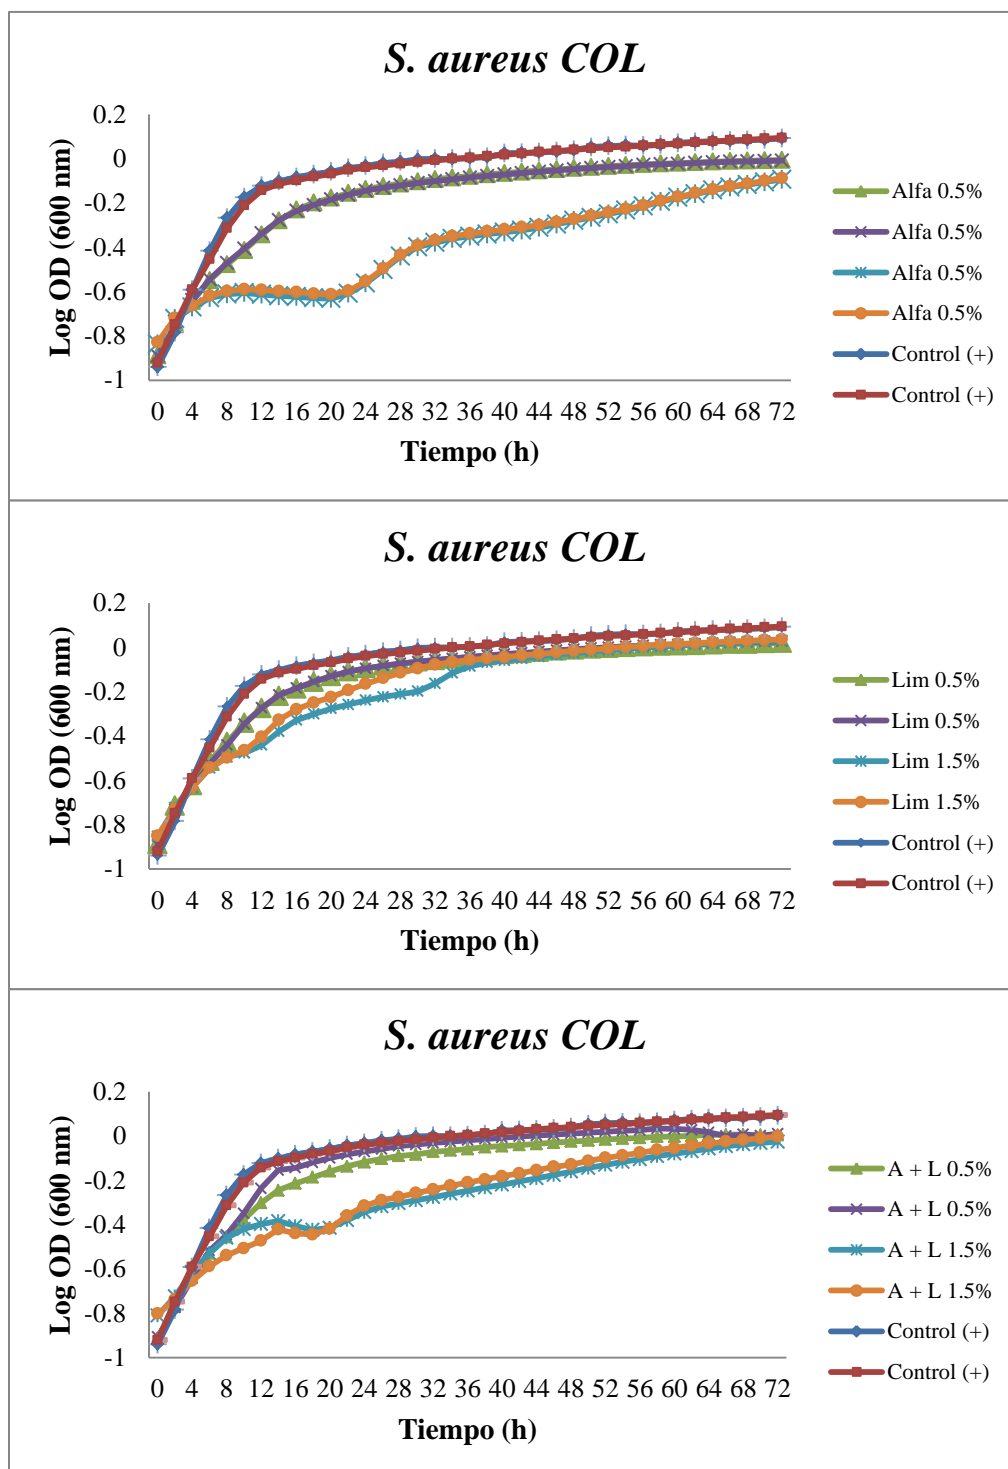 S. aureus COL
Log OD (600 nm)
0.2
0
-0.2
-0.4
-0.6
-0.8
-1
0 4 8 12 16 20 24 28 32 36 40 44 48 52 56 60 64 68 72
Tiempo (h)
Alfa 0.5%
Alfa 0.5%
Alfa 0.5%
Alfa 0.5%
Control (+)
Control (+)
S. aureus COL
Log OD (600 nm)
0.2
0
-0.2
-0.4
-0.6
-0.8
-1
0 4 8 12 16 20 24 28 32 36 40 44 48 52 56 60 64 68 72
Tiempo (h)
Lim 0.5%
Lim 0.5%
Lim 1.5%
Lim 1.5%
Control (+)
Control (+)
S. aureus COL
Log OD (600 nm)
0.2
0
-0.2
-0.4
-0.6
-0.8
-1
0 4 8 12 16 20 24 28 32 36 40 44 48 52 56 60 64 68 72
Tiempo (h)
A + L 0.5%
A + L 0.5%
A + L 1.5%
A + L 1.5%
Control (+)
Control (+)